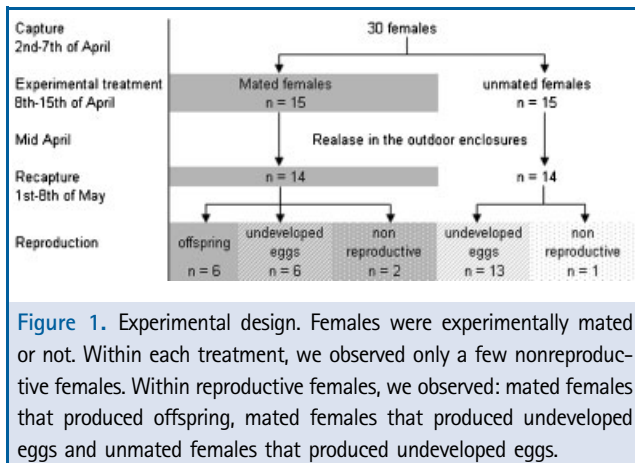 Capture
2nd-7th of April
30 females
Experimental treatment
8th-15th of April
Mated females
n = 15
unmated females
n = 15
Mid April
Realase in the outdoor enclosures
Recapture
1st-8th of May
n = 14
n = 14
Reproduction
offspring
n = 6
undeveloped
eggs
n = 6
non
reproductive
n = 2
undeveloped
eggs
n = 13
non
reproductive
n = 1
Figure 1. Experimental design. Females were experimentally mated
or not. Within each treatment, we observed only a few nonreproduc-
tive females. Within reproductive females, we observed: mated females
that produced offspring, mated females that produced undeveloped
eggs and unmated females that produced undeveloped eggs.